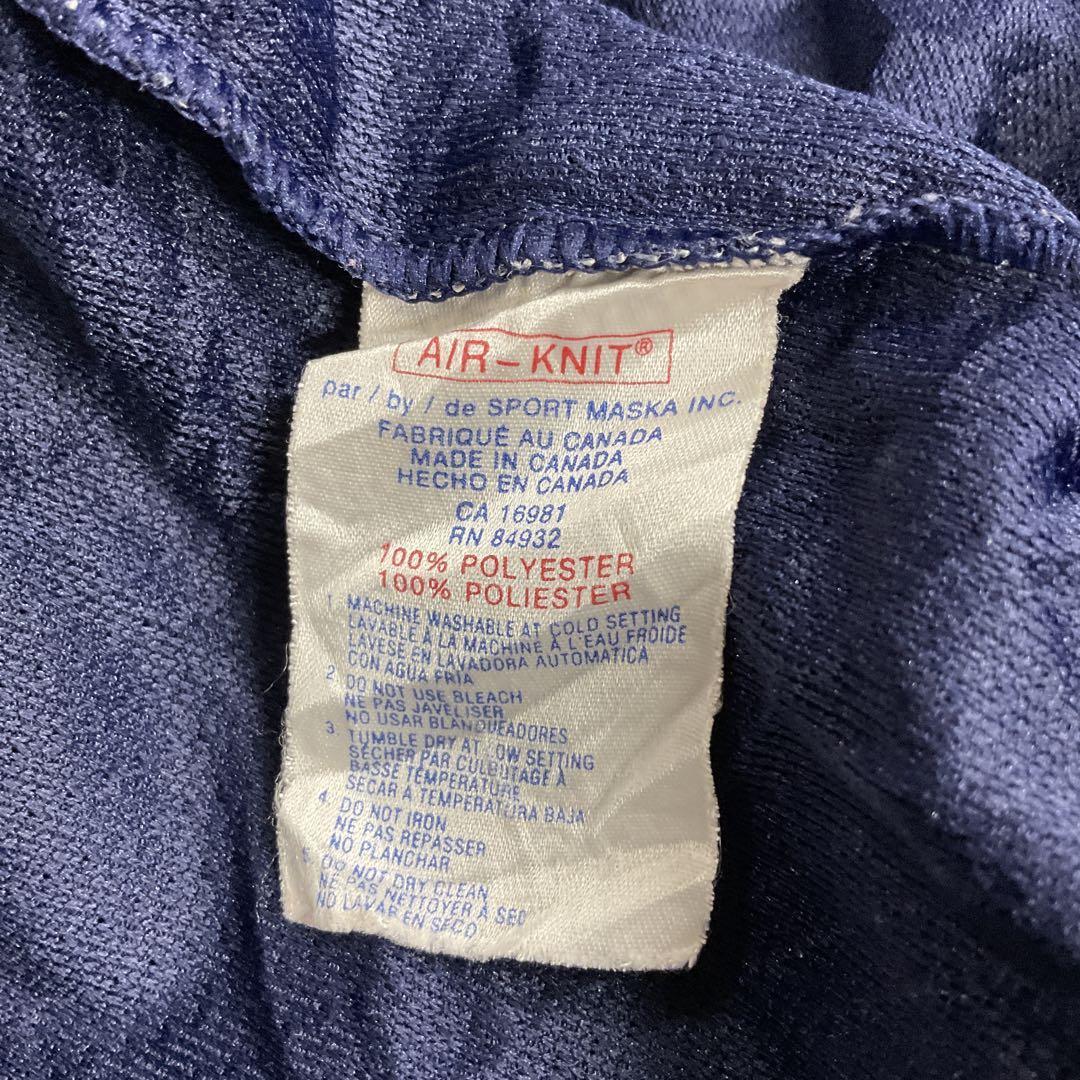 AIR-KNIT®
par / by / de SPORT MASKA INC.
FABRIQUÉ AU CANADA
MADE IN CANADA
HECHO EN CANADA
CA 16981
RN 84932
100% POLYESTER
100% POLIESTER
1. MACHINE WASHABLE AT COLD SETTING
LAVABLE À LA MACHINE À L'EAU FROIDE
LAVESE EN LAVADORA AUTOMATICA
CON AGUA FRIA
2. DO NOT USE BLEACH
NE PAS JAVELISER
NO USAR BLANQUEADORES
3. TUMBLE DRY AT LOW SETTING
SÉCHER PAR CULBUTAGE À
BASSE TEMPÉRATURE
SECAR A TEMPERATURA BAJA
4. DO NOT IRON
NE PAS REPASSER
NO PLANCHAR
5. DO NOT DRY CLEAN
NE PAS NETTOYER À SEC
NO LAVAR EN SECO